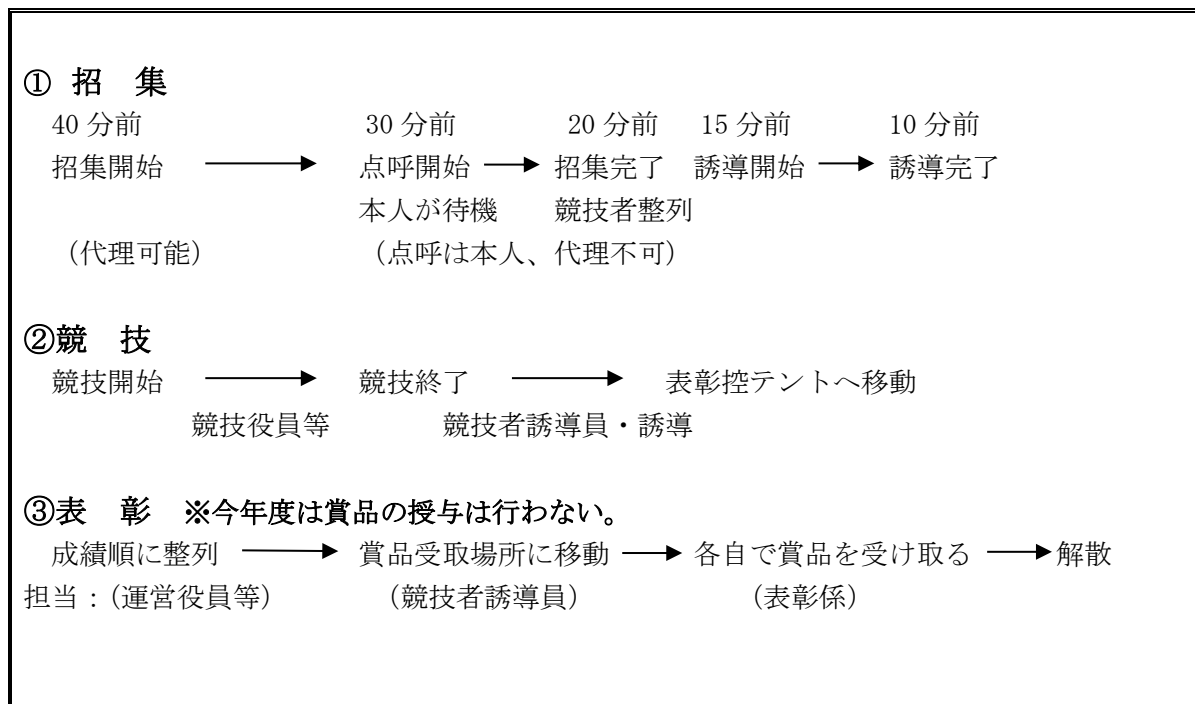 ① 招　集
40 分前　30 分前　20 分前　15 分前　10 分前
招集開始　点呼開始　招集完了　誘導開始　誘導完了
本人が待機　競技者整列
（代理可能）　（点呼は本人、代理不可）
②競　技
競技開始　競技終了　表彰控テントへ移動
競技役員等　競技者誘導員・誘導
③表　彰　※今年度は賞品の授与は行わない。
成績順に整列　賞品受取場所に移動　各自で賞品を受け取る　解散
担当：（運営役員等）　（競技者誘導員）　（表彰係）